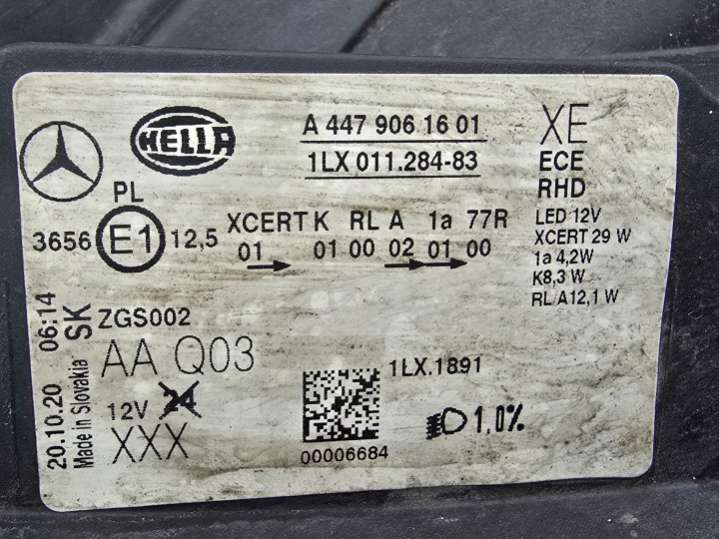 HELLA
A 447 906 16 01
1LX 011.284-83
XE
ECE
RHD
PL
3656 E1 12,5
XCERT K RL A 1a 77R
01 01 00 02 01 00
LED 12V
XCERT 29 W
1a 4,2W
K8,3 W
RL A12,1 W
20.10.20 06:14
Made in Slovakia SK
ZGS002
AA Q03
12V 24
XXX
1LX.1891
00006684
1,0%